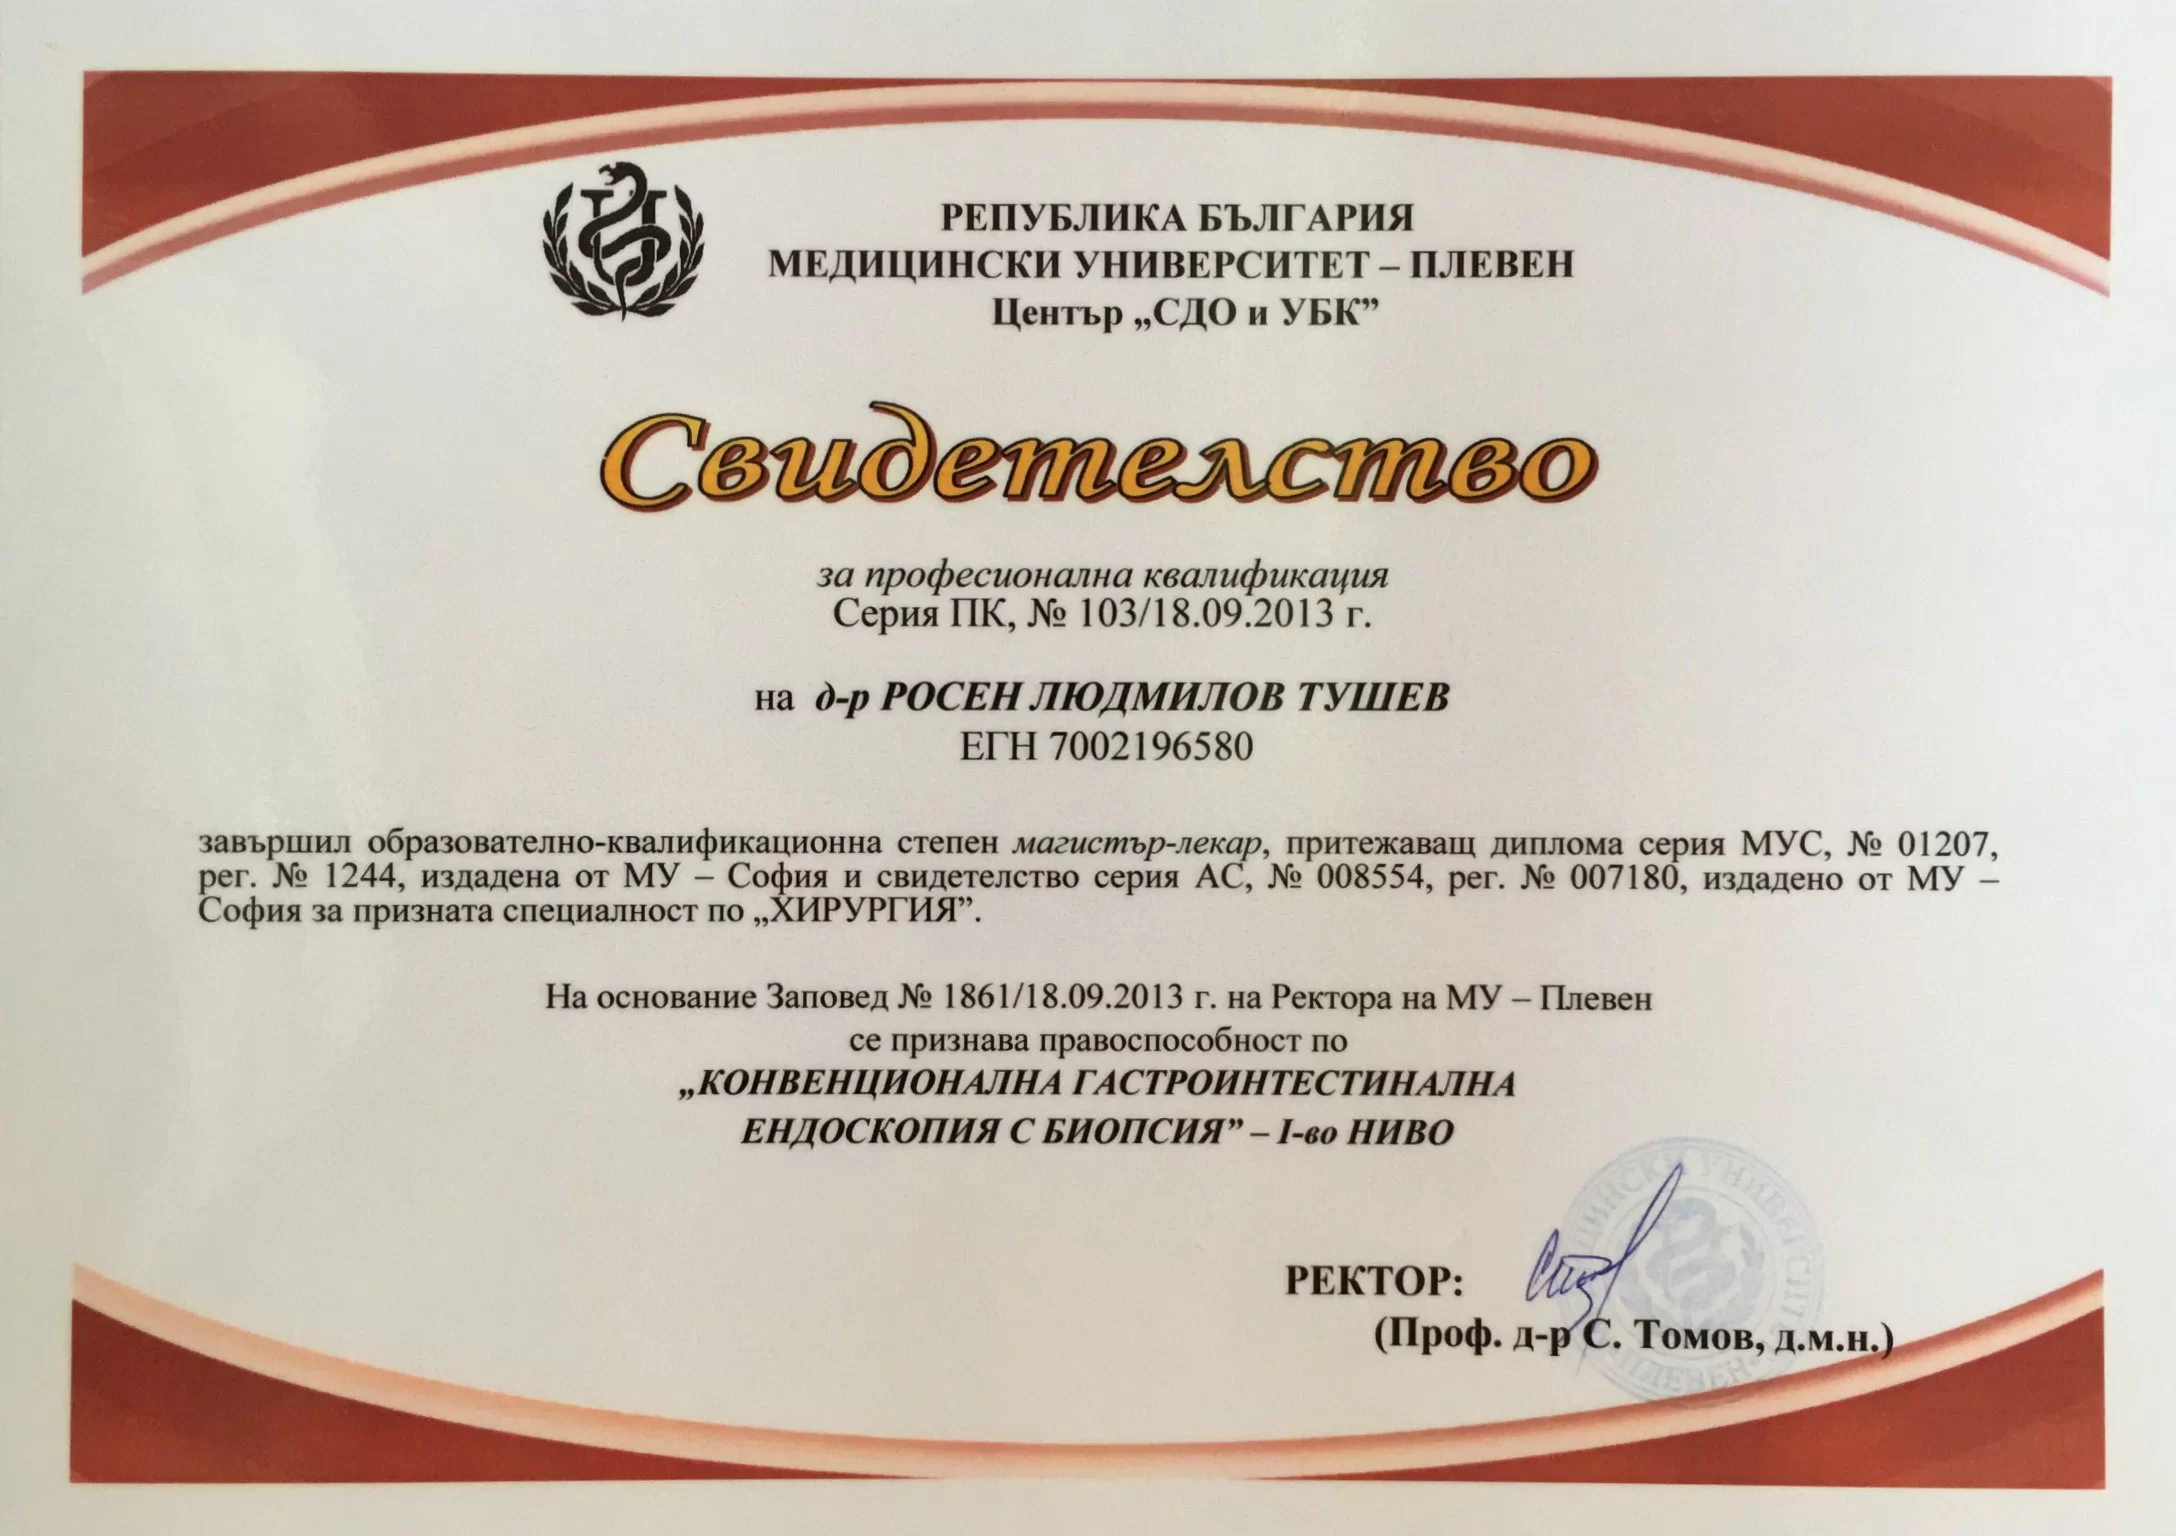 РЕПУБЛИКА БЪЛГАРИЯ
МЕДИЦИНСКИ УНИВЕРСИТЕТ – ПЛЕВЕН
Център „СДО и УБК”
Свидетелство
за професионална квалификация
Серия ПК, № 103/18.09.2013 г.
на д-р РОСЕН ЛЮДМИЛОВ ТУШЕВ
ЕГН 7002196580
завършил образователно-квалификационна степен магистър-лекар, притежаващ диплома серия МУС, № 01207,
рег. № 1244, издадена от МУ – София и свидетелство серия АС, № 008554, рег. № 007180, издадено от МУ –
София за призната специалност по „ХИРУРГИЯ”.
На основание Заповед № 1861/18.09.2013 г. на Ректора на МУ – Плевен
се признава правоспособност по
„КОНВЕНЦИОНАЛНА ГАСТРОИНТЕСТИНАЛНА
ЕНДОСКОПИЯ С БИОПСИЯ” – I-во НИВО
РЕКТОР:
(Проф. д-р С. Томов, д.м.н.)